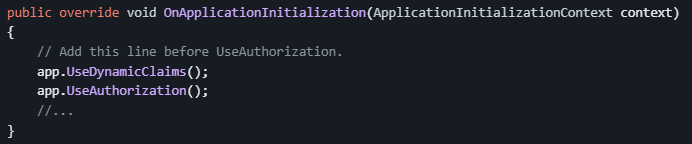 public override void OnApplicationInitialization(ApplicationInitializationContext context)
{
    // Add this line before UseAuthorization.
    app.UseDynamicClaims();
    app.UseAuthorization();
    //...
}